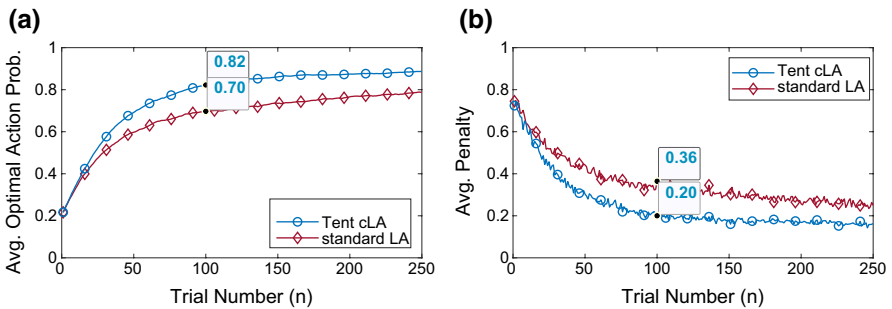 (a)
Avg. Optimal Action Prob.
1
0.8
0.6
0.4
0.2
0
0.82
0.70
Tent cLA
standard LA
0 50 100 150 200 250
Trial Number (n)
(b)
Avg. Penalty
1
0.8
0.6
0.4
0.2
0
Tent cLA
standard LA
0.36
0.20
0 50 100 150 200 250
Trial Number (n)